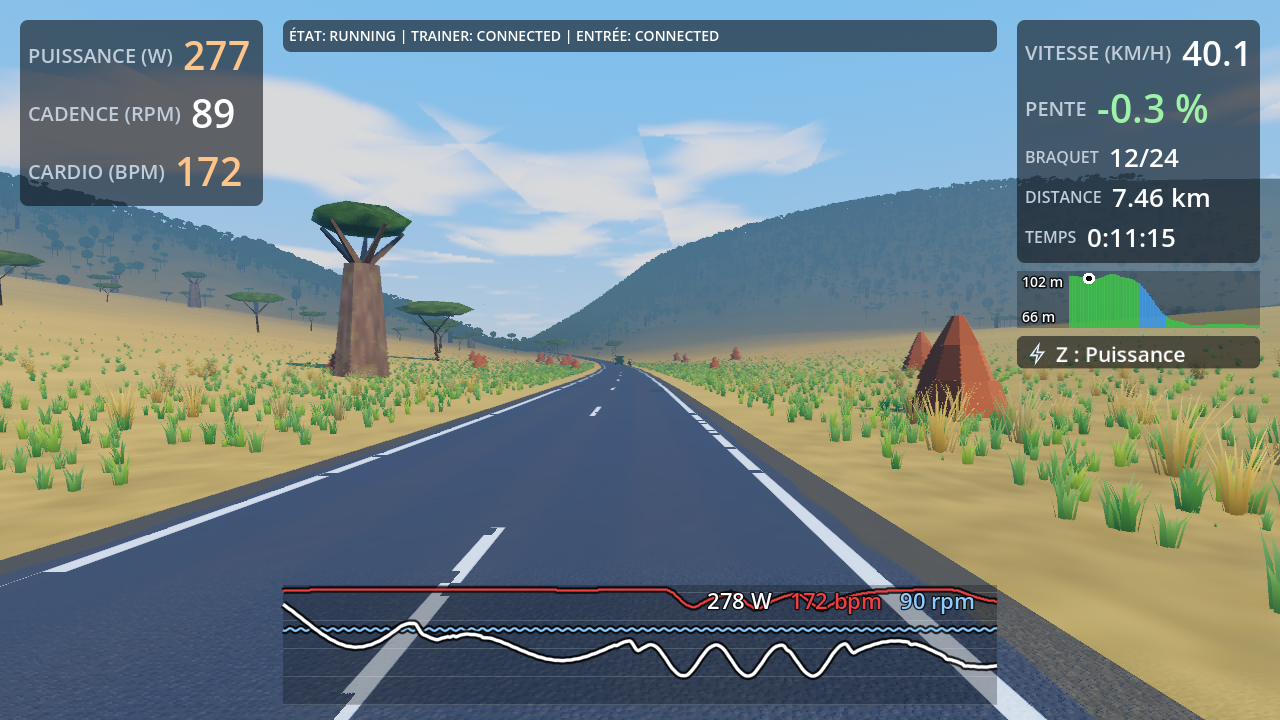 PUISSANCE (W) 277
CADENCE (RPM) 89
CARDIO (BPM) 172
ÉTAT: RUNNING | TRAINER: CONNECTED | ENTRÉE: CONNECTED
VITESSE (KM/H) 40.1
PENTE -0.3 %
BRAQUET 12/24
DISTANCE 7.46 km
TEMPS 0:11:15
102 m
66 m
Z : Puissance
278 W 172 bpm 90 rpm